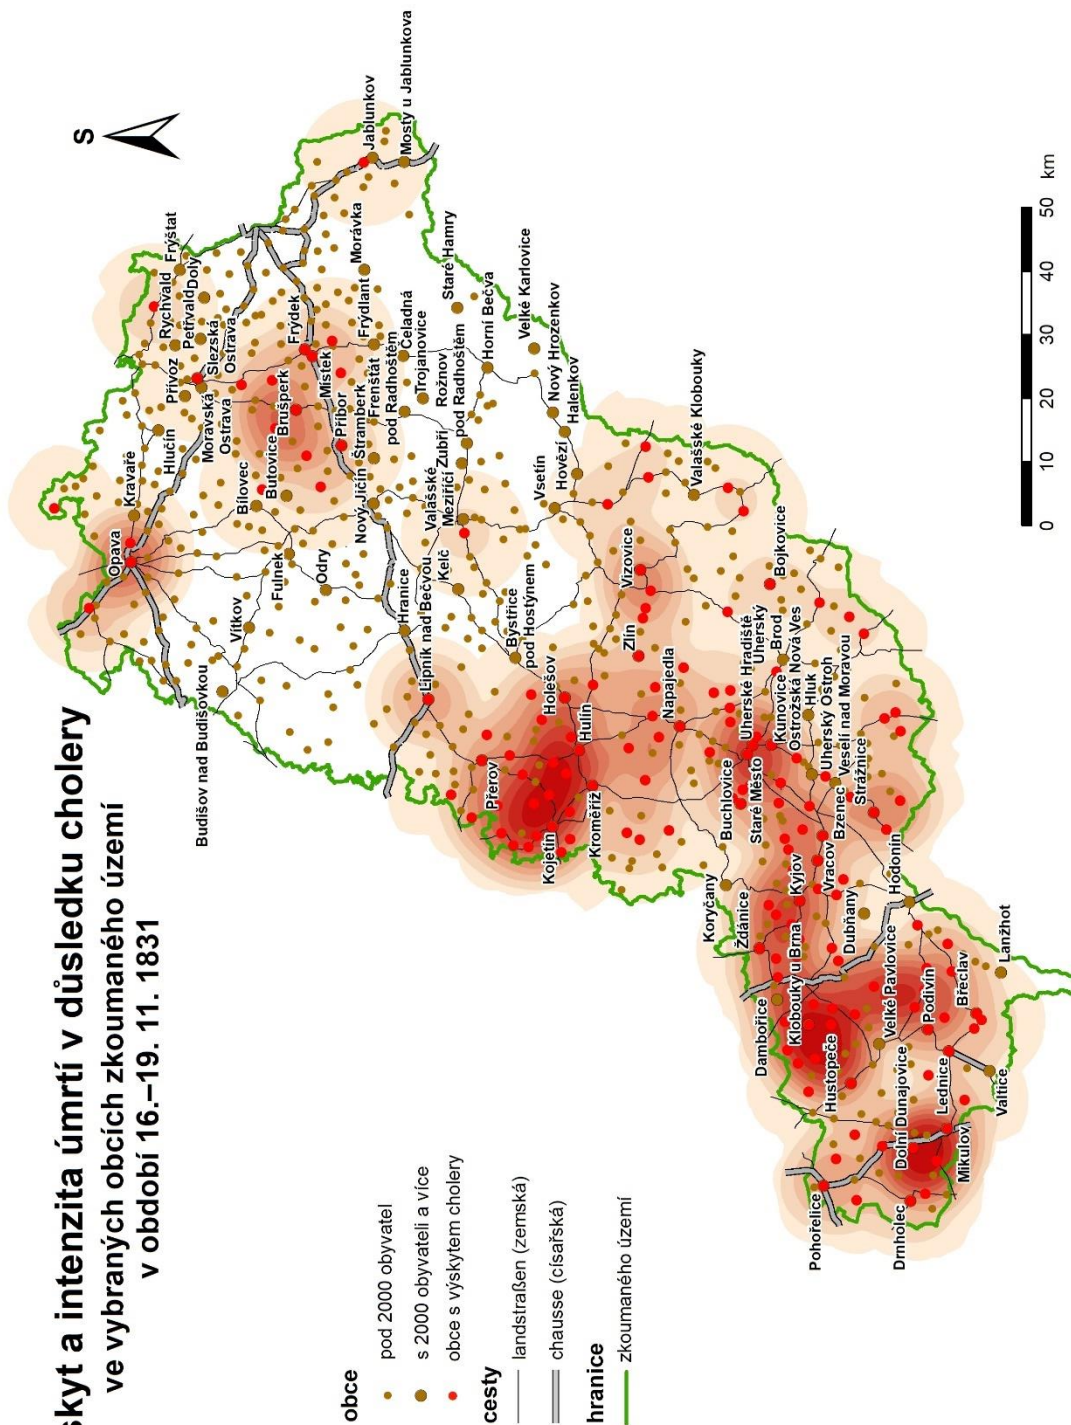 skyt a intenzita úmrtí v důsledku cholery
ve vybraných obcích zkoumaného území
v období 16.–19. 11. 1831
S
Opava
Kravaře
Hlučín
Přívoz
Rychvald
Petřvald
Doly
Fryštát
Moravská
Ostrava
Slezská
Ostrava
Bílovec
Butovice
Brušperk
Frýdek
Místek
Příbor
Štramberk
Frenštát
pod Radhoštěm
Frýdlant
Morávka
Jablunkov
Mosty u Jablunkova
Čeladná
Trojanovice
Staré Hamry
Rožnov
pod Radhoštěm
Zubří
Horní Bečva
Velké Karlovice
Nový Hrozenkov
Halenkov
Hovězí
Vsetín
Valašské
Meziříčí
Kelč
Nový Jičín
Fulnek
Odry
Vítkov
Budišov nad Budišovkou
Hranice
Lipník nad Bečvou
Bystřice
pod Hostýnem
Holešov
Hulín
Přerov
Kojetín
Kroměříž
Zlín
Vizovice
Valašské Klobouky
Napajedla
Bojkovice
Uherský
Brod
Uherské Hradiště
Kunovice
Ostrožská Nová Ves
Hluk
Uherský Ostroh
Veselí nad Moravou
Strážnice
Buchlovice
Staré Město
Bzenec
Vracov
Kyjov
Koryčany
Ždánice
Dubňany
Hodonín
Dambořice
Klobouky u Brna
Hustopeče
Velké Pavlovice
Podivín
Břeclav
Lanžhot
Valtice
Lednice
Dolní Dunajovice
Mikulov
Pohořelice
Drnholec
obce
pod 2000 obyvatel
s 2000 obyvateli a více
obce s výskytem cholery
cesty
landstraßen (zemská)
chausse (císařská)
hranice
zkoumaného území
0 10 20 30 40 50 km